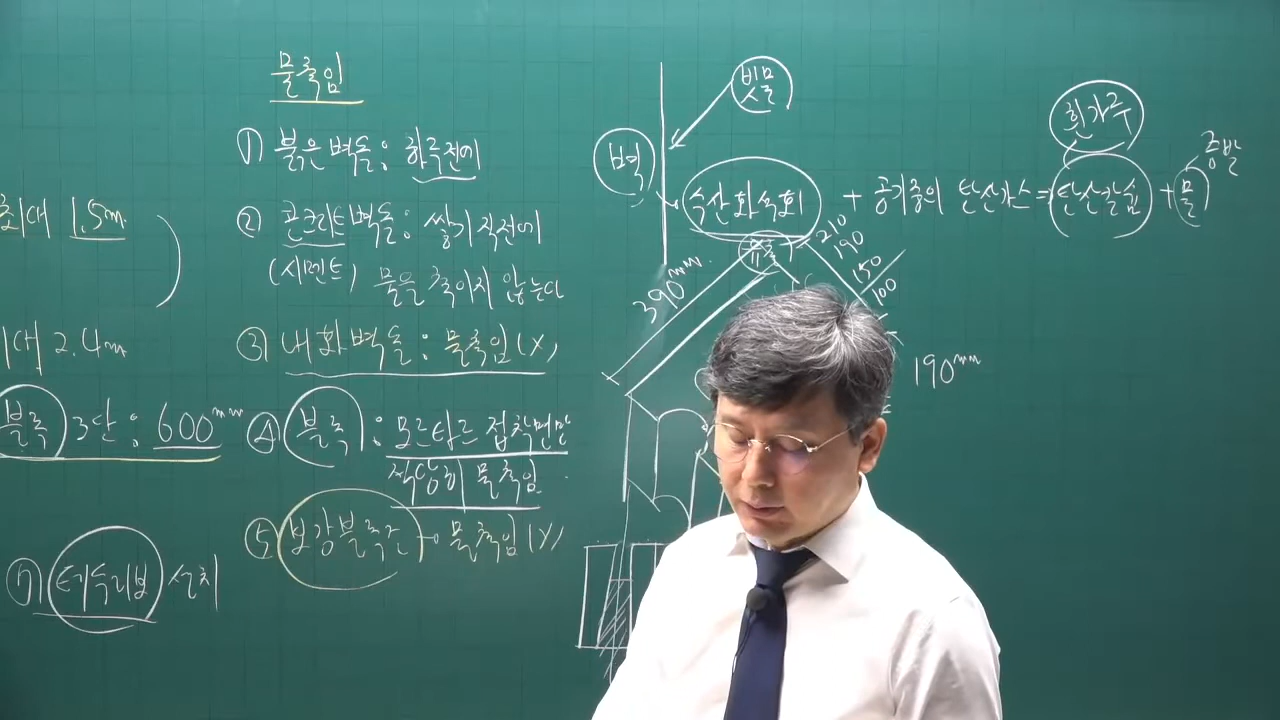 최대 1.5m
최대 2.4m
블록 3단: 600mm
⑦ 테두리보 설치
물축임
① 붉은벽돌: 하루전에
② 콘크리트벽돌: 쌓기직전에
(시멘트) 물을 축이지 않는다
③ 내화벽돌: 물축임(X)
④ 블록: 모르타르 접착면만
적당히 물축임.
⑤ 보강블록조 → 물축임(X)
빗물
벽
수산화석회 + 공기중의 탄산가스=탄산칼슘 + 물
흰가루
증발
210
190
150
100
390mm.
190mm